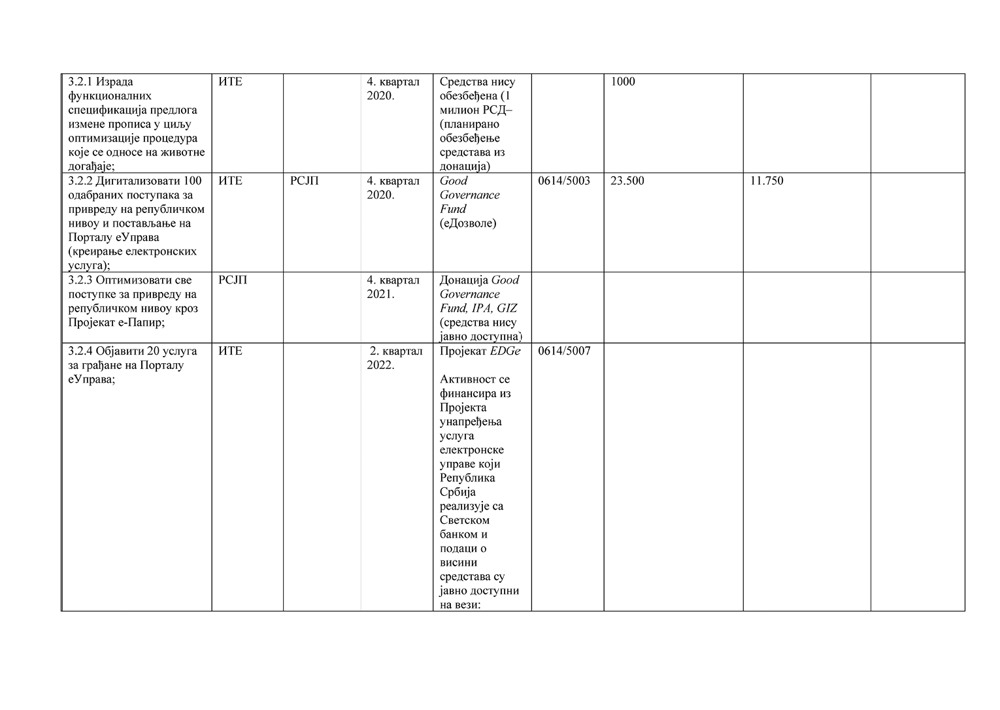 3.2.1 Израда
функционалних
спецификација предлога
измене прописа у циљу
оптимизације процедура
које се односе на животне
догађаје;
ИТЕ
4. квартал
2020.
Средства нису
обезбеђена (1
милион РСД–
(планирано
обезбеђење
средстава из
донација)
1000
3.2.2 Дигитализовати 100
одабраних поступака за
привреду на републичком
нивоу и постављање на
Порталу еУправа
(креирање електронских
услуга);
ИТЕ
РСЈП
4. квартал
2020.
Good
Governance
Fund
(еДозволе)
0614/5003
23.500
11.750
3.2.3 Оптимизовати све
поступке за привреду на
републичком нивоу кроз
Пројекат е-Папир;
РСЈП
4. квартал
2021.
Донација Good
Governance
Fund, IPA, GIZ
(средства нису
јавно доступна)
3.2.4 Објавити 20 услуга
за грађане на Порталу
еУправа;
ИТЕ
2. квартал
2022.
Пројекат EDGe
Активност се
финансира из
Пројекта
унапређења
услуга
електронске
управе који
Република
Србија
реализује са
Светском
банком и
подаци о
висини
средстава су
јавно доступни
на вези:
0614/5007